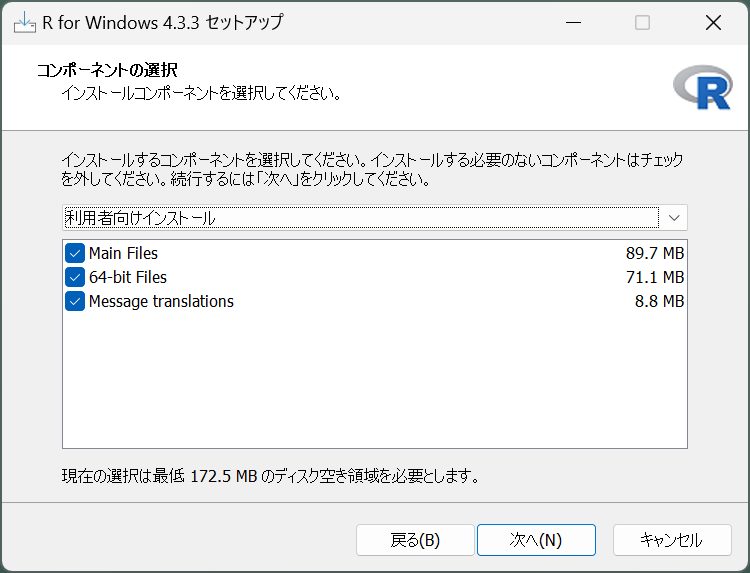 R for Windows 4.3.3 セットアップ
コンポーネントの選択
インストールコンポーネントを選択してください。
R
インストールするコンポーネントを選択してください。インストールする必要のないコンポーネントはチェック
を外してください。続行するには「次へ」をクリックしてください。
利用者向けインストール
Main Files 89.7 MB
64-bit Files 71.1 MB
Message translations 8.8 MB
現在の選択は最低 172.5 MB のディスク空き領域を必要とします。
戻る(B) 次へ(N) キャンセル